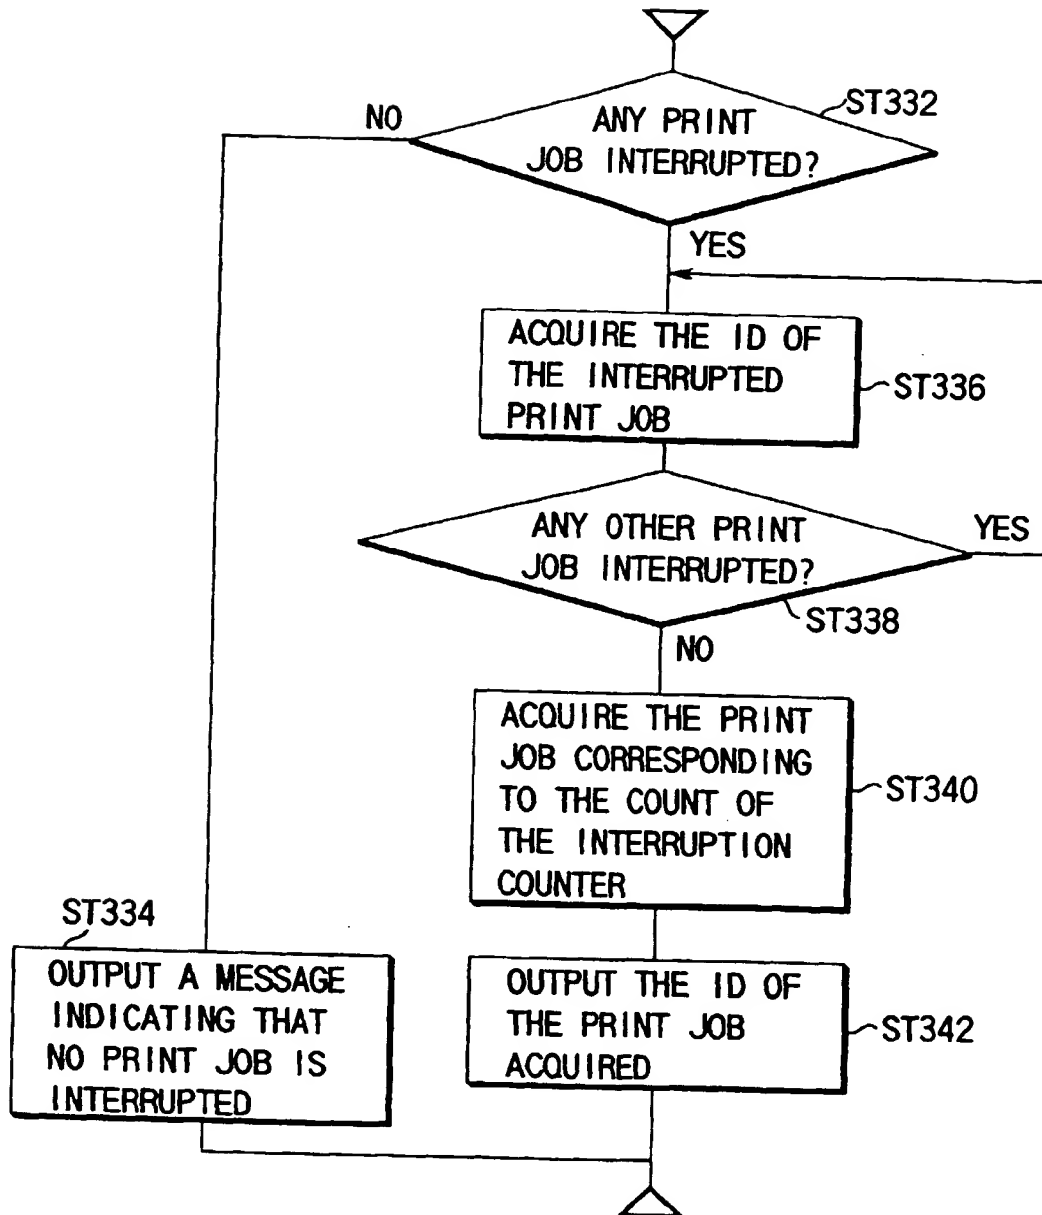 ST332
NO
ANY PRINT
JOB INTERRUPTED?
YES
ACQUIRE THE ID OF
THE INTERRUPTED
PRINT JOB
ST336
ANY OTHER PRINT
JOB INTERRUPTED?
YES
ST338
NO
ACQUIRE THE PRINT
JOB CORRESPONDING
TO THE COUNT OF
THE INTERRUPTION
COUNTER
ST340
ST334
OUTPUT A MESSAGE
INDICATING THAT
NO PRINT JOB IS
INTERRUPTED
OUTPUT THE ID OF
THE PRINT JOB
ACQUIRED
ST342